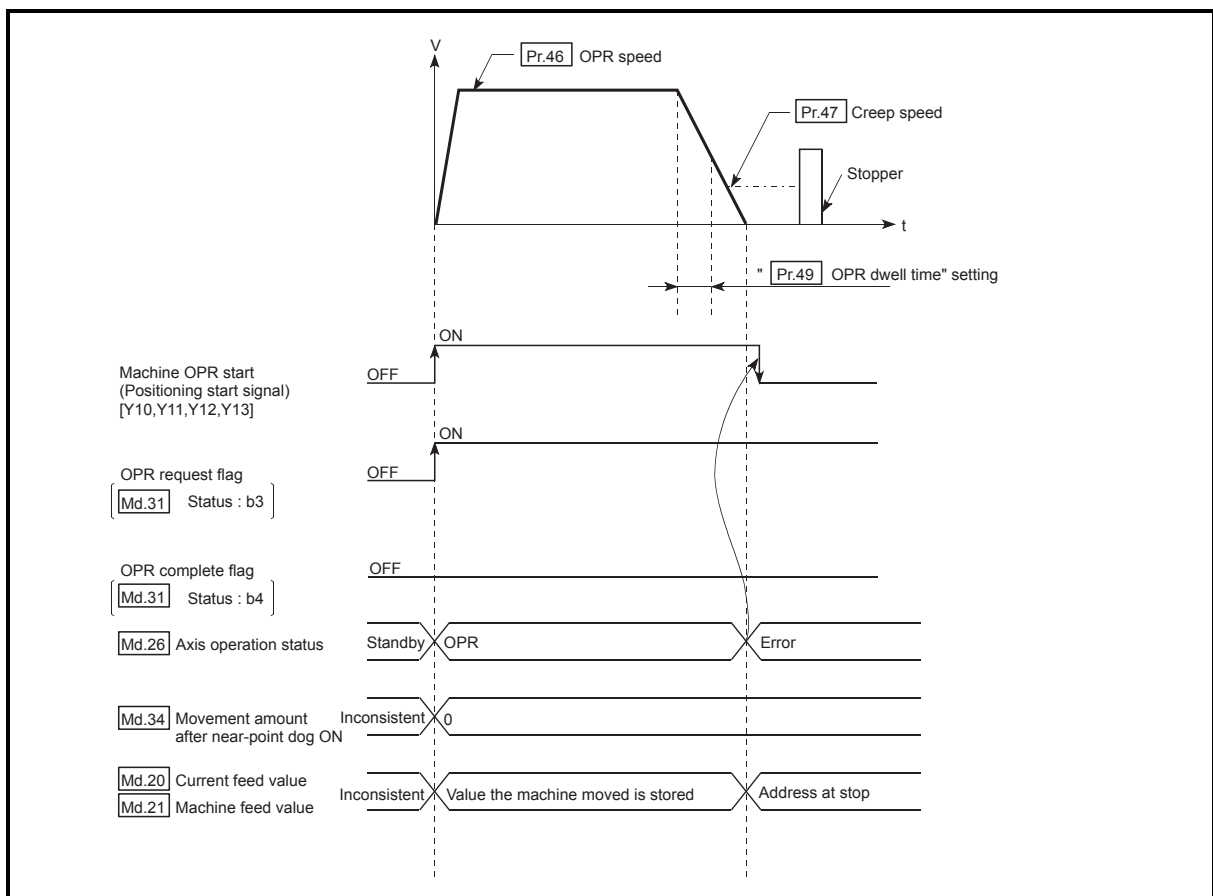 V
Pr.46 OPR speed
Pr.47 Creep speed
Stopper
t
" Pr.49 OPR dwell time" setting
ON
Machine OPR start
(Positioning start signal)
[Y10,Y11,Y12,Y13]
OFF
ON
OPR request flag
OFF
Md.31 Status : b3
OPR complete flag
OFF
Md.31 Status : b4
Md.26 Axis operation status
Standby
OPR
Error
Md.34 Movement amount
after near-point dog ON
Inconsistent
0
Md.20 Current feed value
Md.21 Machine feed value
Inconsistent
Value the machine moved is stored
Address at stop